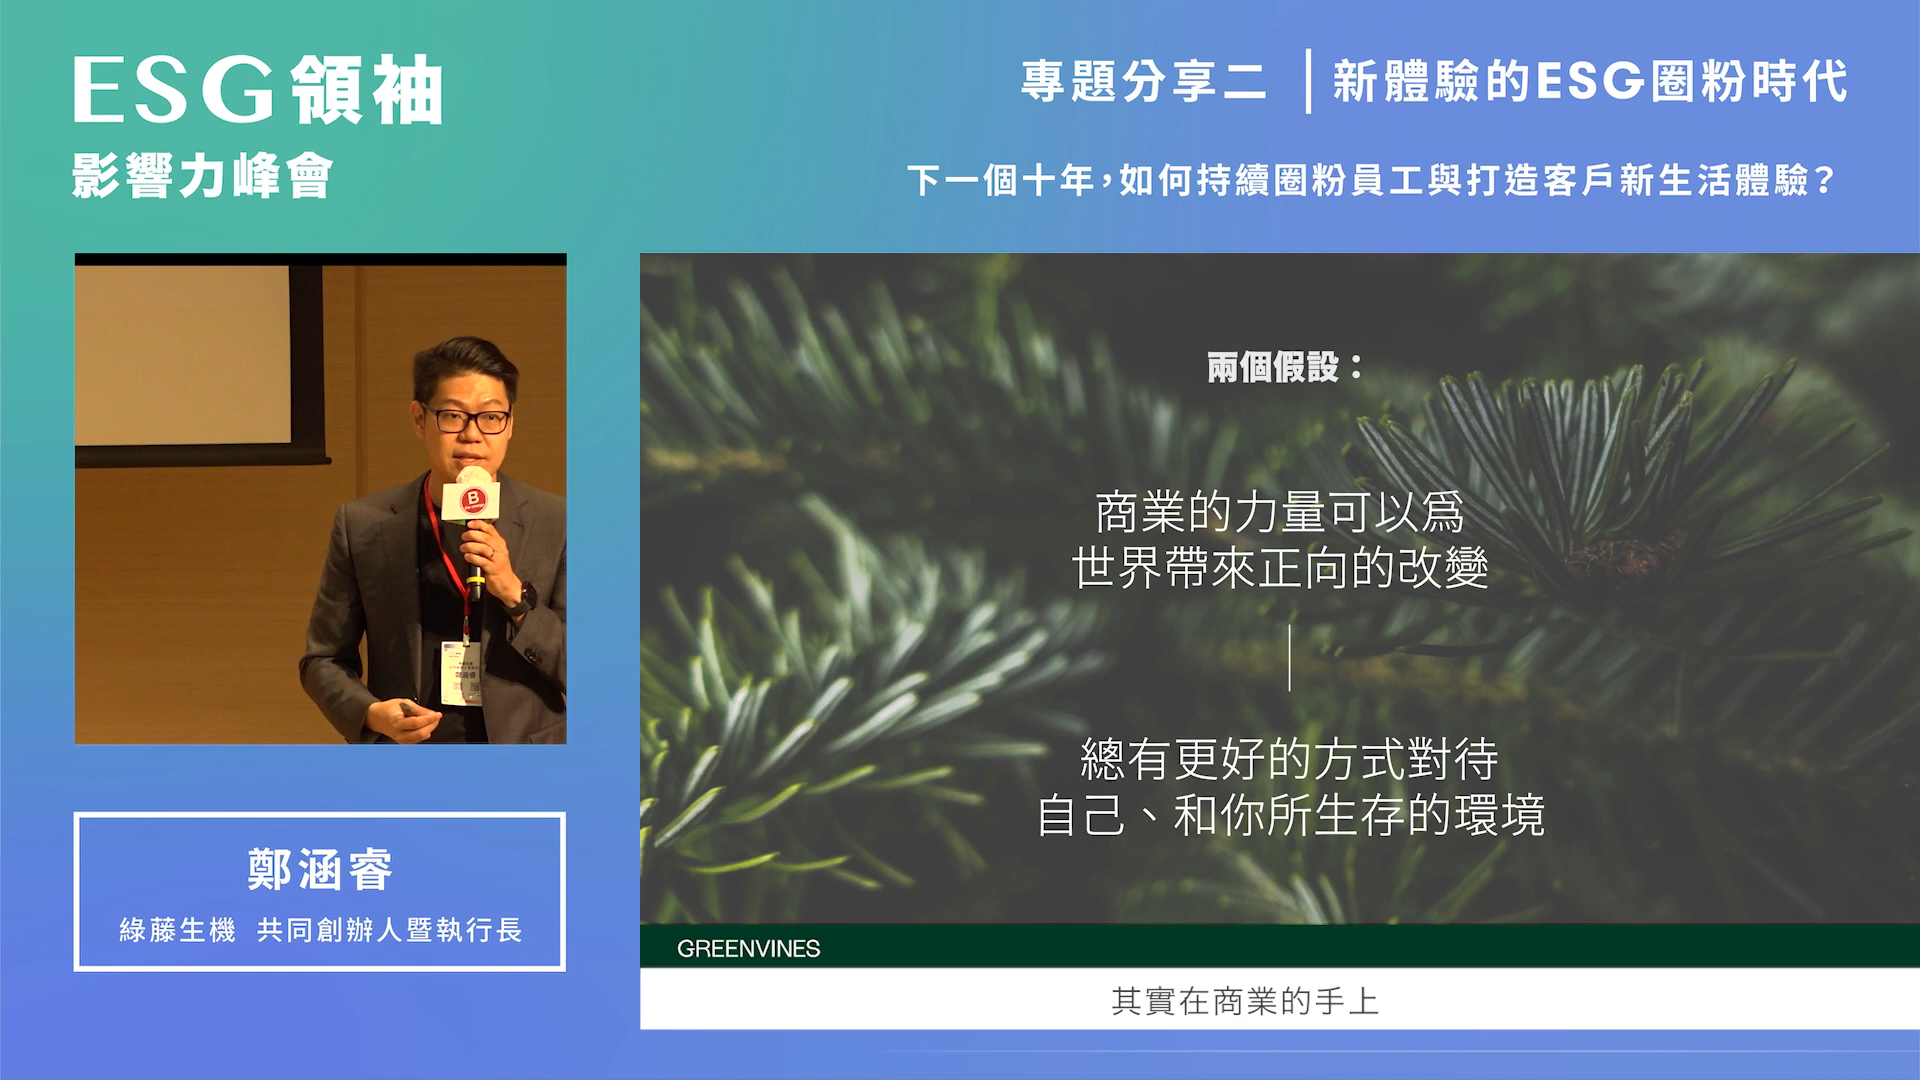 ESG領袖
影響力峰會
專題分享二｜新體驗的ESG圈粉時代
下一個十年，如何持續圈粉員工與打造客戶新生活體驗？
B
鄭涵睿
鄭涵睿
綠藤生機 共同創辦人暨執行長
兩個假設：
商業的力量可以爲
世界帶來正向的改變
總有更好的方式對待
自己、和你所生存的環境
GREENVINES
其實在商業的手上